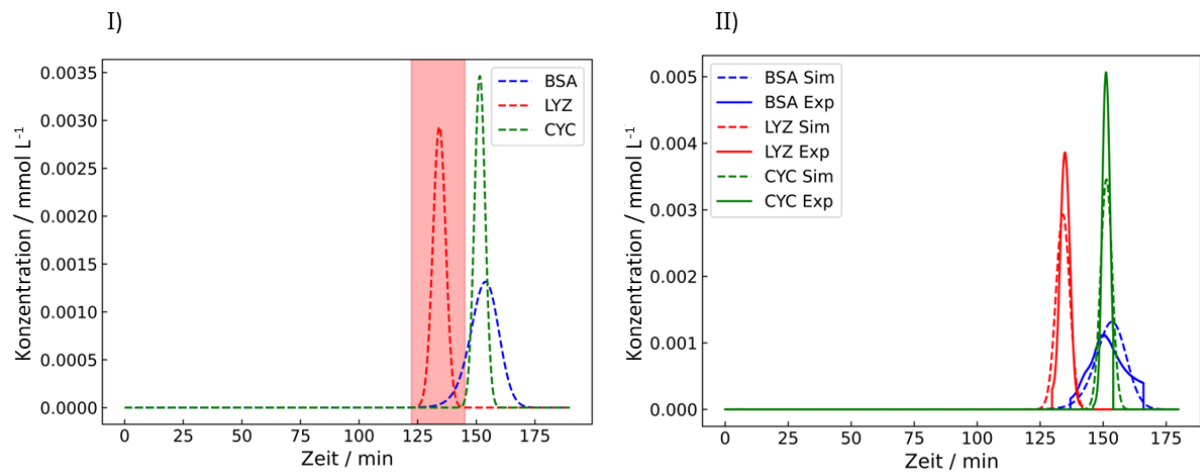 I)
II)
Konzentration / mmol L⁻¹
0.0035
0.0030
0.0025
0.0020
0.0015
0.0010
0.0005
0.0000
BSA
LYZ
CYC
0 25 50 75 100 125 150 175
Zeit / min
Konzentration / mmol L⁻¹
0.005
0.004
0.003
0.002
0.001
0.000
BSA Sim
BSA Exp
LYZ Sim
LYZ Exp
CYC Sim
CYC Exp
0 25 50 75 100 125 150 175
Zeit / min